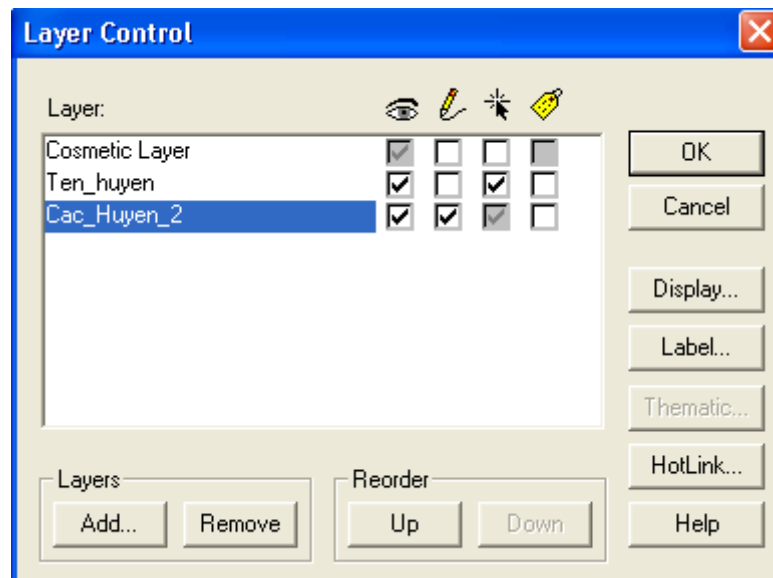 Layer Control
Layer:
Cosmetic Layer
Ten_huyen
Cac_Huyen_2
OK
Cancel
Display...
Label...
Thematic...
HotLink...
Help
Layers
Add...
Remove
Reorder
Up
Down